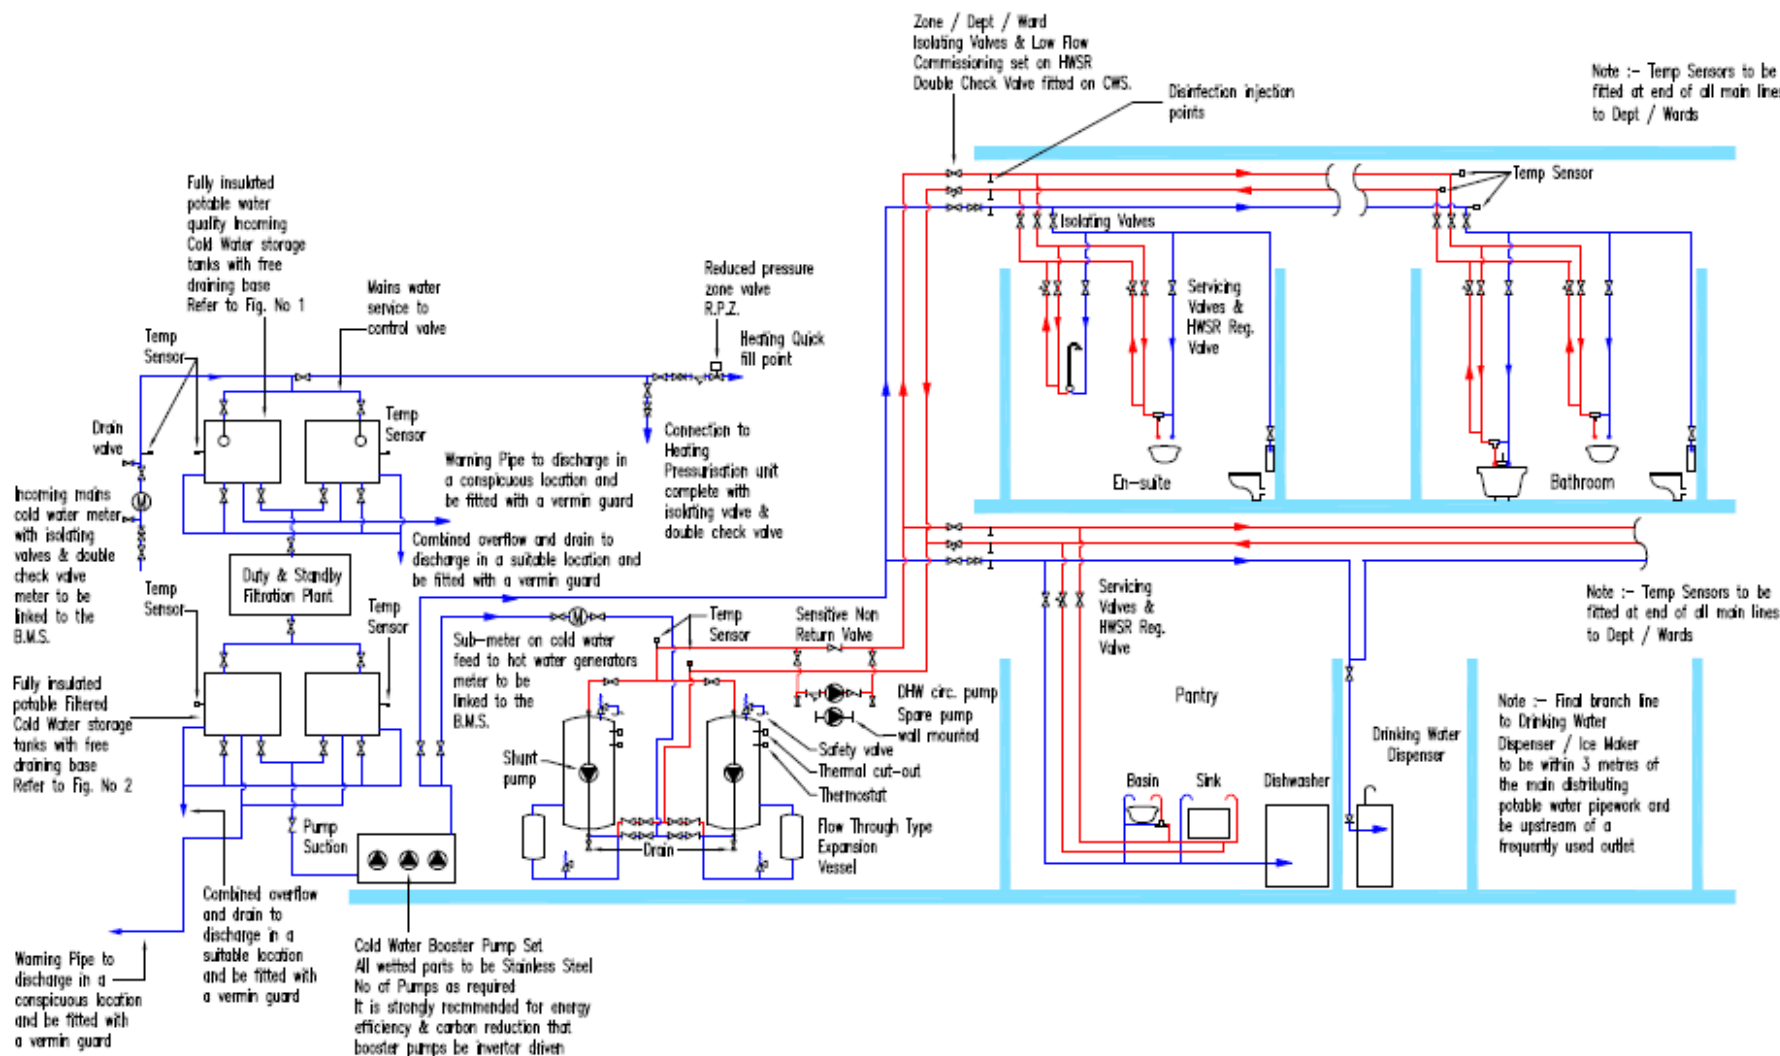 Zone / Dept / Ward
Isolating Valves & Low Flow
Commissioning set on HWSR
Double Check Valve fitted on CWS.
Disinfection injection
points
Note :- Temp Sensors to be
fitted at end of all main lines
to Dept / Wards
Temp Sensor
Isolating Valves
Servicing
Valves &
HWSR Reg.
Valve
En-suite
Bathroom
Fully insulated
potable water
quality Incoming
Cold Water storage
tanks with free
draining base
Refer to Fig. No 1
Mains water
service to
control valve
Reduced pressure
zone valve
R.P.Z.
Heating Quick
fill point
Temp
Sensor
Drain
valve
Temp
Sensor
Incoming mains
cold water meter
with isolating
valves & double
check valve
meter to be
linked to the
B.M.S.
M
Warning Pipe to discharge in
a conspicuous location and
be fitted with a vermin guard
Connection to
Heating
Pressurisation unit
complete with
isolating valve &
double check valve
Combined overflow and drain to
discharge in a suitable location and
be fitted with a vermin guard
Duty & Standby
Filtration Plant
Temp
Sensor
Temp
Sensor
M
Sub-meter on cold water
feed to hot water generators
meter to be
linked to the
B.M.S.
Temp
Sensor
Sensitive Non
Return Valve
Servicing
Valves &
HWSR Reg.
Valve
Note :- Temp Sensors to be
fitted at end of all main lines
to Dept / Wards
Fully insulated
potable Filtered
Cold Water storage
tanks with free
draining base
Refer to Fig. No 2
DHW circ. pump
Spare pump
wall mounted
Shunt
pump
Safety valve
Thermal cut-out
Thermostat
Flow Through Type
Expansion
Vessel
Drain
Pump
Suction
Pantry
Basin
Sink
Dishwasher
Drinking Water
Dispenser
Note :- Final branch line
to Drinking Water
Dispenser / Ice Maker
to be within 3 metres of
the main distributing
potable water pipework and
be upstream of a
frequently used outlet
Combined overflow
and drain to
discharge in a
suitable location
and be fitted with
a vermin guard
Warning Pipe to
discharge in a
conspicuous location
and be fitted with
a vermin guard
Cold Water Booster Pump Set
All wetted parts to be Stainless Steel
No of Pumps as required
It is strongly recmmended for energy
efficiency & carbon reduction that
booster pumps be invertor driven